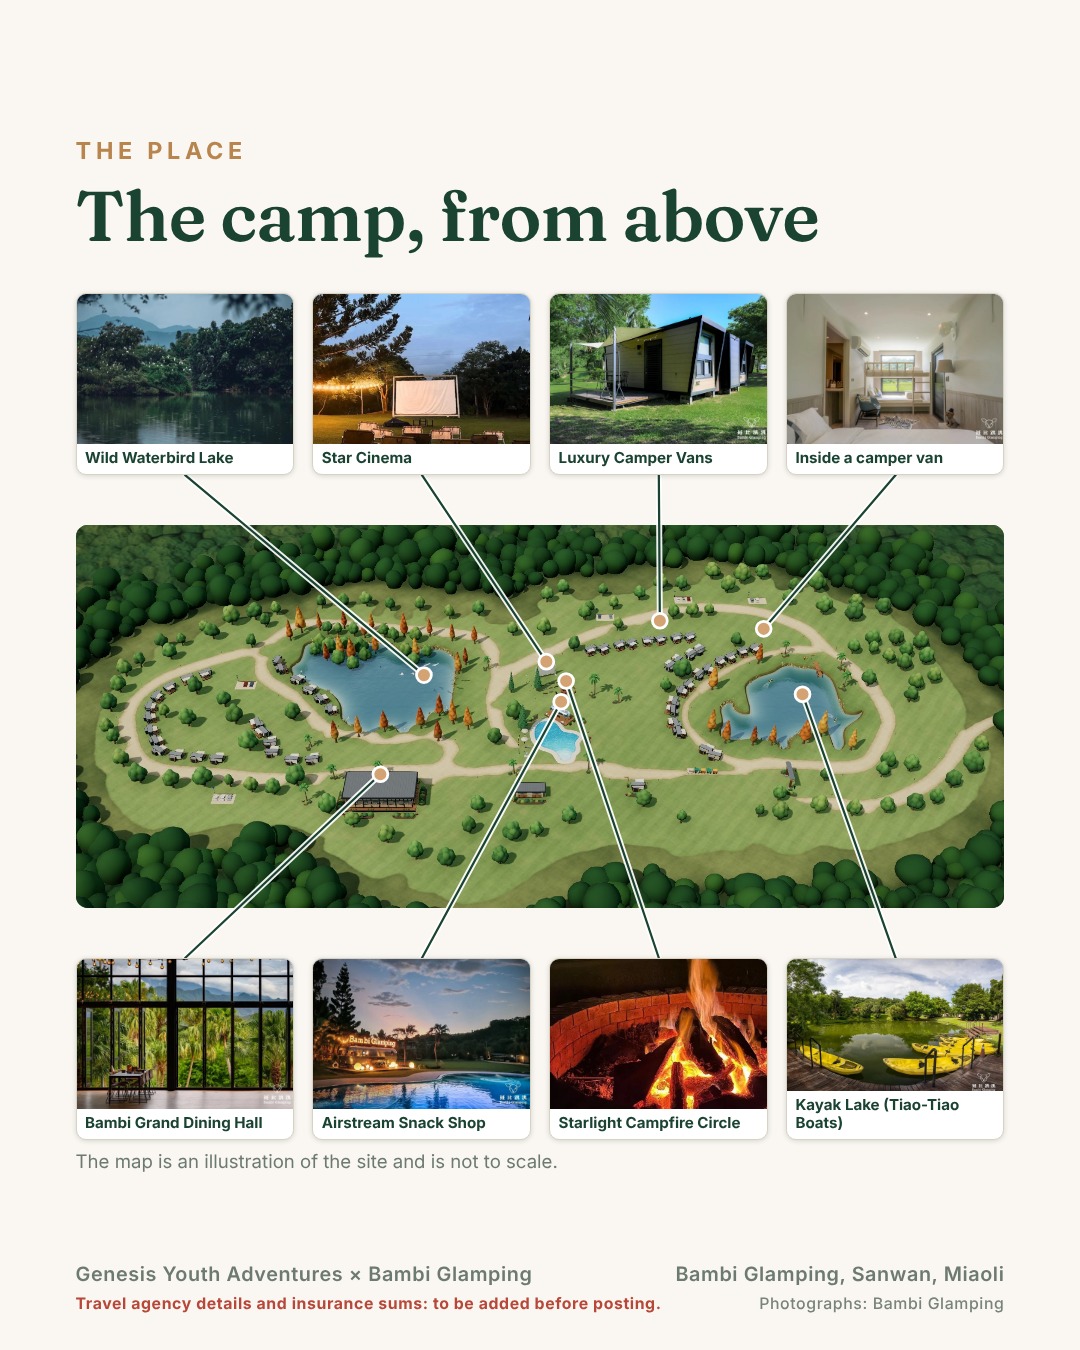 THE PLACE
The camp, from above
Wild Waterbird Lake
Star Cinema
Luxury Camper Vans
Inside a camper van
Bambi Glamping
Bambi Grand Dining Hall
Airstream Snack Shop
Starlight Campfire Circle
Kayak Lake (Tiao-Tiao
Boats)
The map is an illustration of the site and is not to scale.
Genesis Youth Adventures × Bambi Glamping
Bambi Glamping, Sanwan, Miaoli
Travel agency details and insurance sums: to be added before posting.
Photographs: Bambi Glamping